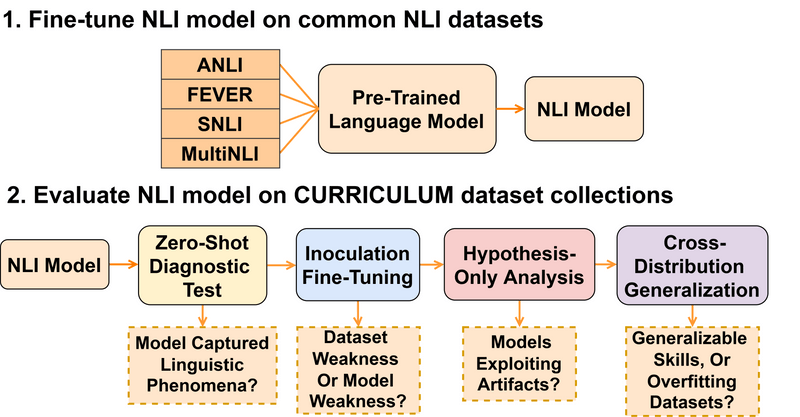 1. Fine-tune NLI model on common NLI datasets
ANLI
FEVER
SNLI
MultiNLI
Pre-Trained
Language Model
NLI Model
2. Evaluate NLI model on CURRICULUM dataset collections
NLI Model
Zero-Shot
Diagnostic
Test
Inoculation
Fine-Tuning
Hypothesis-
Only Analysis
Cross-
Distribution
Generalization
Model Captured
Linguistic
Phenomena?
Dataset
Weakness
Or Model
Weakness?
Models
Exploiting
Artifacts?
Generalizable
Skills, Or
Overfitting
Datasets?